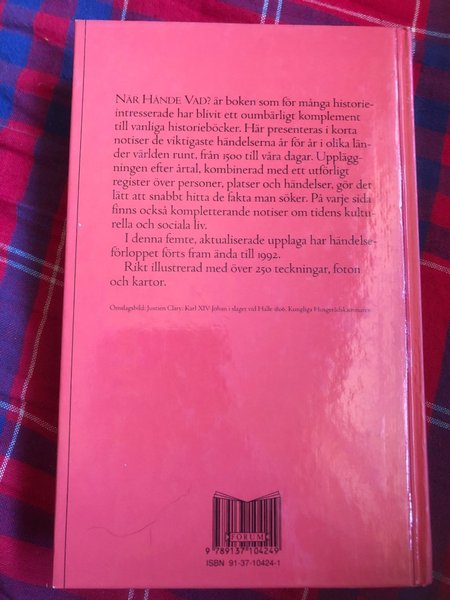 NÄR HÄNDE VAD? är boken som för många historie-
intresserade har blivit ett oumbärligt komplement
till vanliga historieböcker. Här presenteras i korta
notiser de viktigaste händelserna år för år i olika län-
der världen runt, från 1500 till våra dagar. Upplägg-
ningen efter årtal, kombinerad med ett utförligt
register över personer, platser och händelser, gör det
lätt att snabbt hitta de fakta man söker. På varje sida
finns också kompletterande notiser om tidens kultu-
rella och sociala liv.
I denna femte, aktualiserade upplaga har händelse-
förloppet förts fram ända till 1992.
Rikt illustrerad med över 250 teckningar, foton
och kartor.
Omslagsbild: Justien Clary: Karl XIV Johan i slaget vid Halle 1806. Kungliga Husgerådskammaren
FORUM
9 789137 104249
ISBN 91-37-10424-1